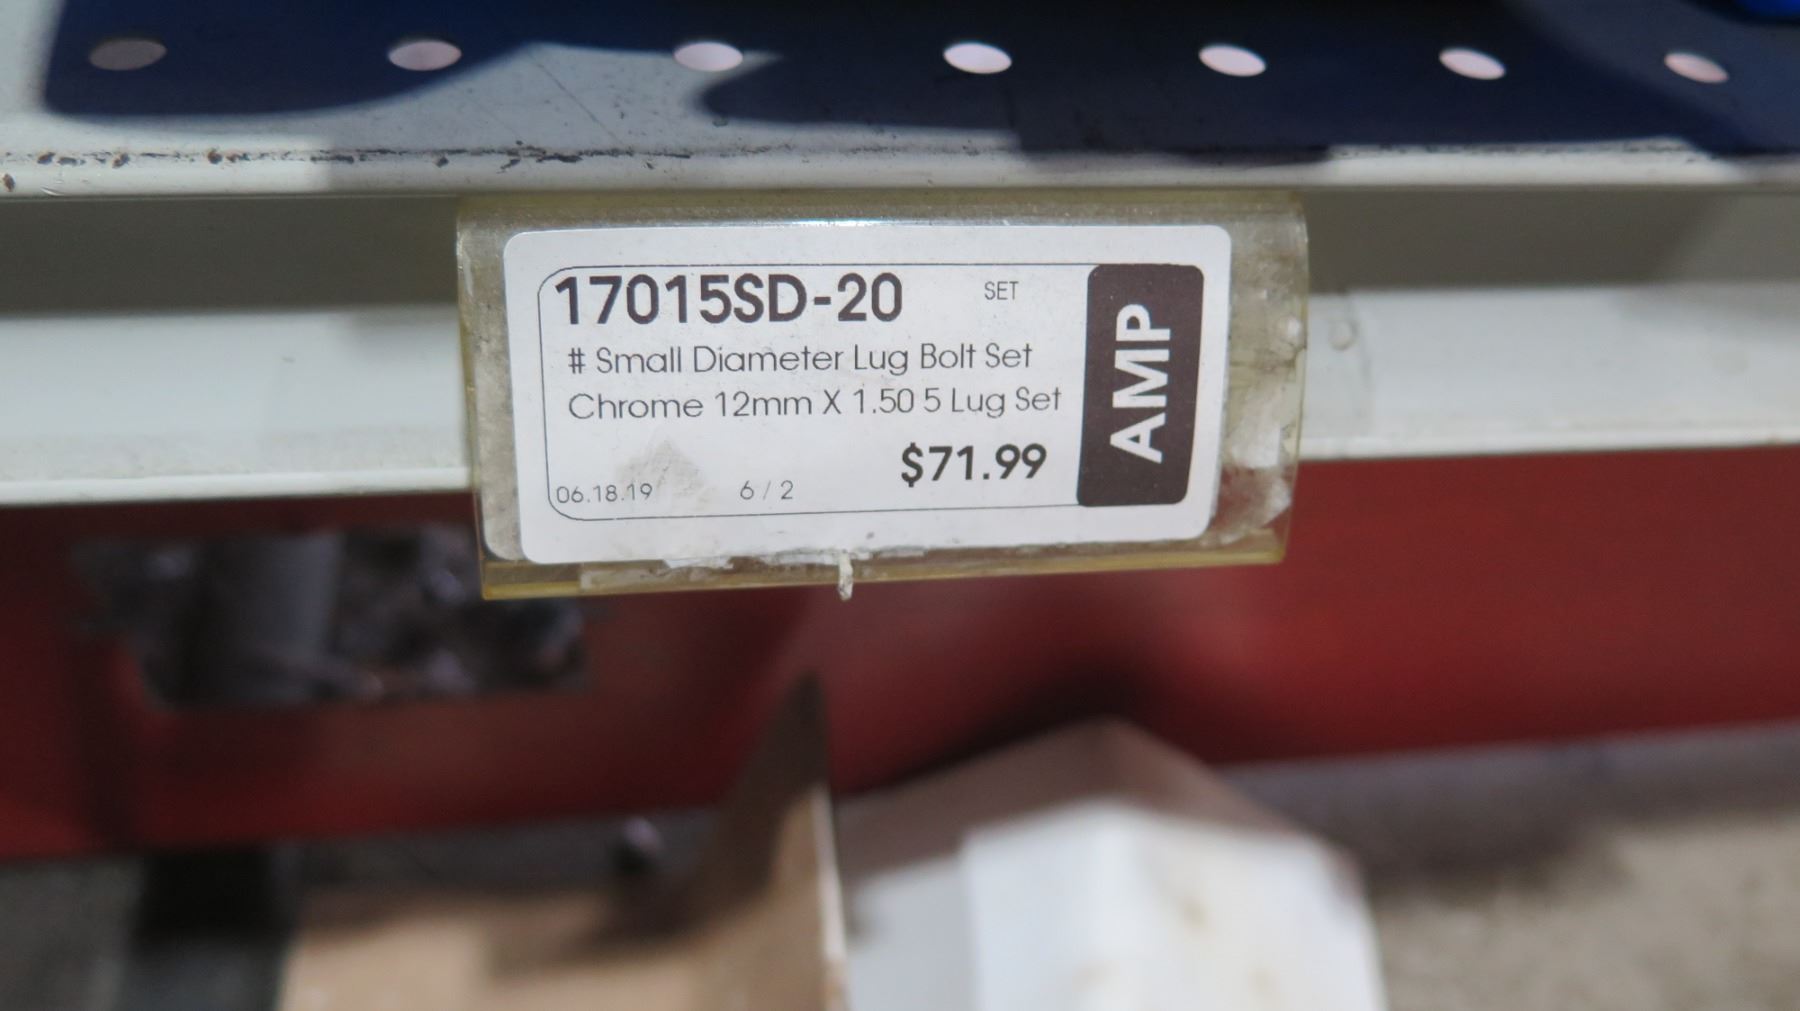 17015SD-20 SET
# Small Diameter Lug Bolt Set
Chrome 12mm X 1.50 5 Lug Set
$71.99
06.18.19 6/2
AMP